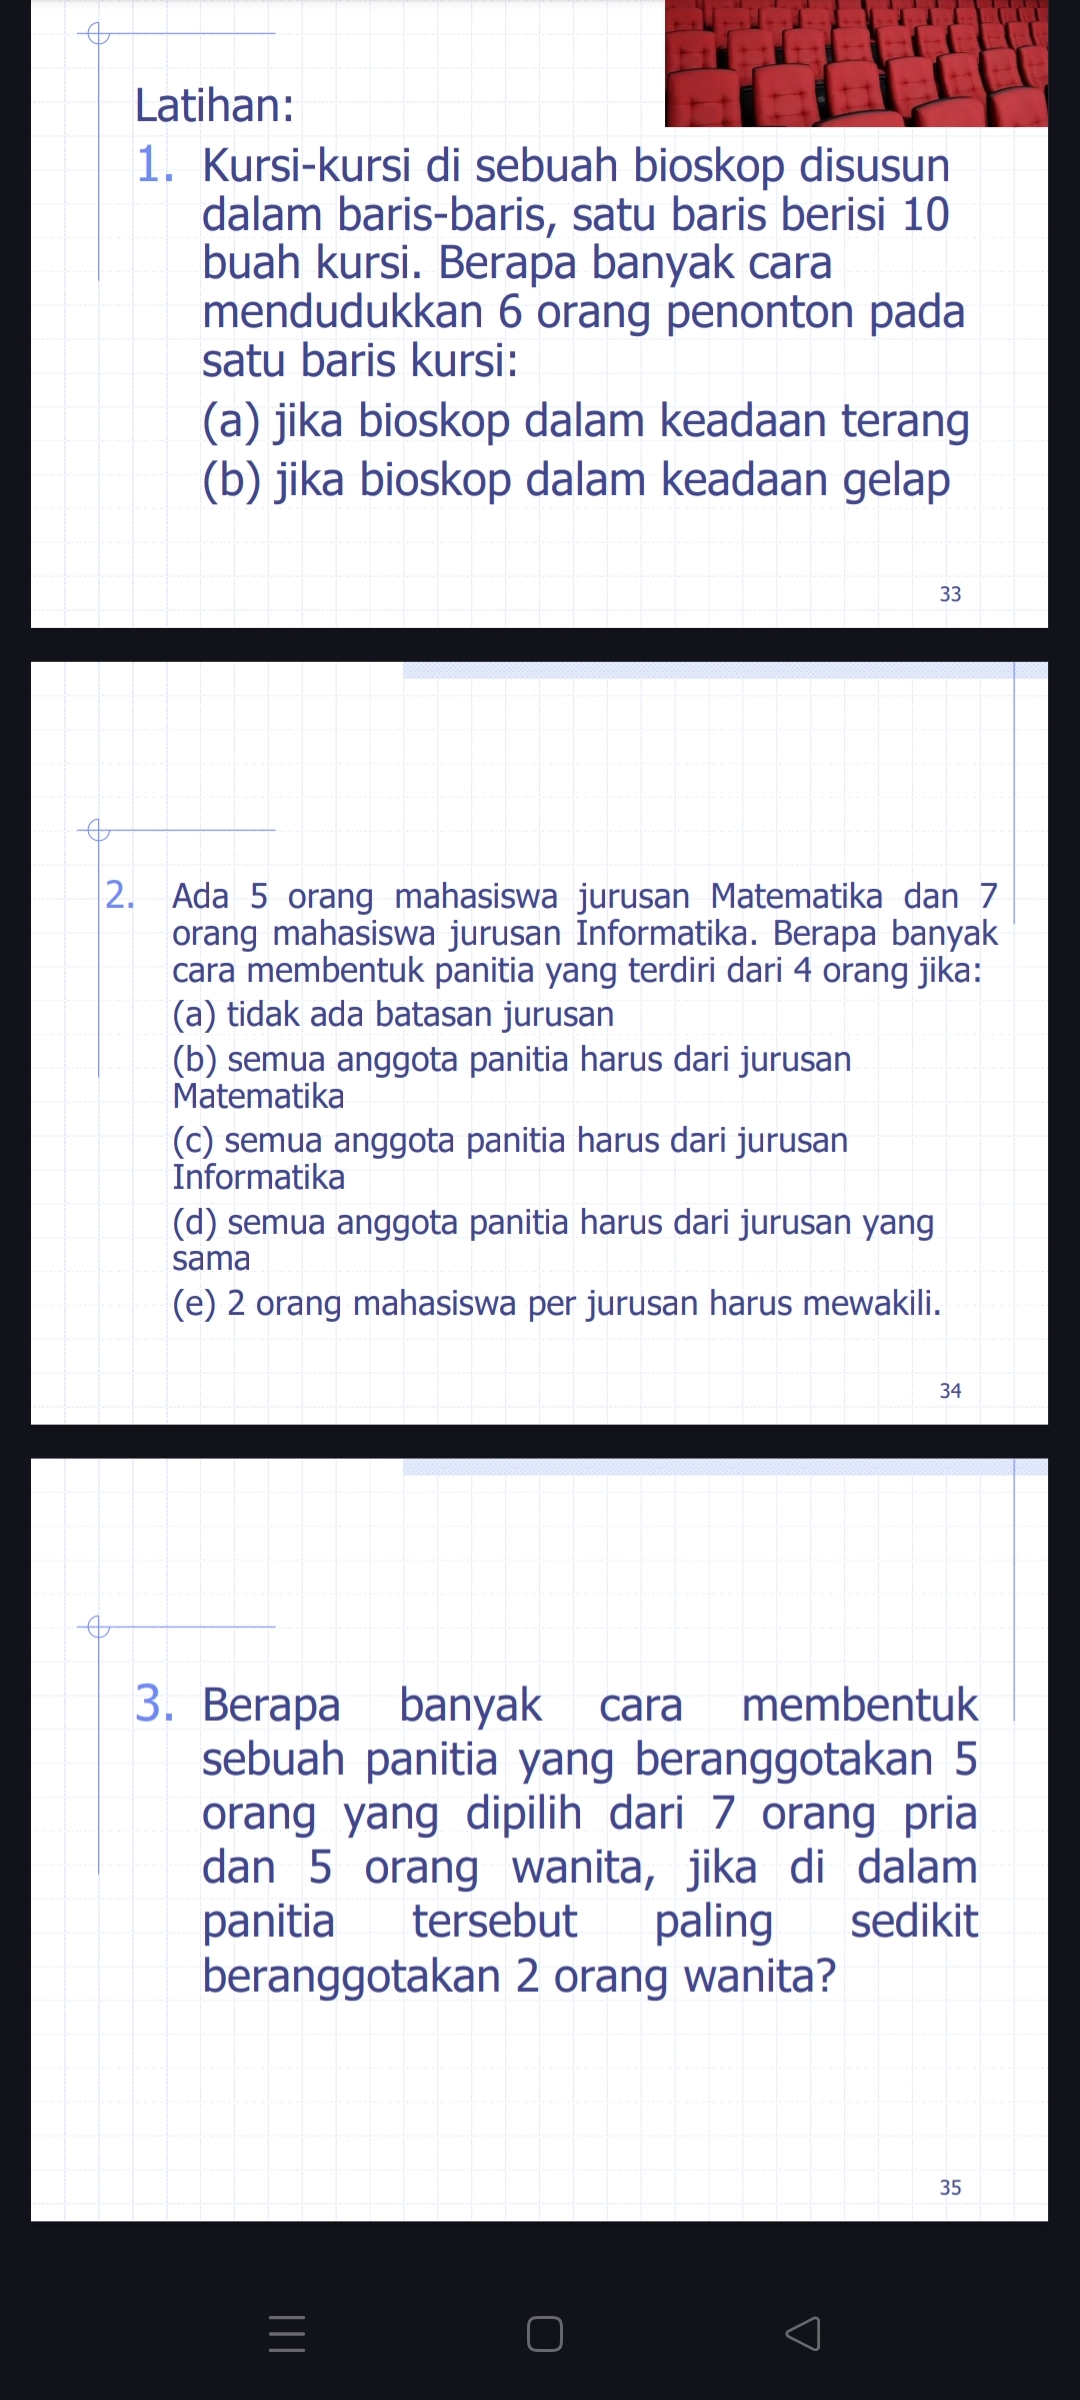 Latihan:
1. Kursi-kursi di sebuah bioskop disusun
dalam baris-baris, satu baris berisi 10
buah kursi. Berapa banyak cara
mendudukkan 6 orang penonton pada
satu baris kursi:
(a) jika bioskop dalam keadaan terang
(b) jika bioskop dalam keadaan gelap
33
2. Ada 5 orang mahasiswa jurusan Matematika dan 7
orang mahasiswa jurusan Informatika. Berapa banyak
cara membentuk panitia yang terdiri dari 4 orang jika:
(a) tidak ada batasan jurusan
(b) semua anggota panitia harus dari jurusan
Matematika
(c) semua anggota panitia harus dari jurusan
Informatika
(d) semua anggota panitia harus dari jurusan yang
sama
(e) 2 orang mahasiswa per jurusan harus mewakili.
34
3. Berapa banyak cara membentuk
sebuah panitia yang beranggotakan 5
orang yang dipilih dari 7 orang pria
dan 5 orang wanita, jika di dalam
panitia tersebut paling sedikit
beranggotakan 2 orang wanita?
35